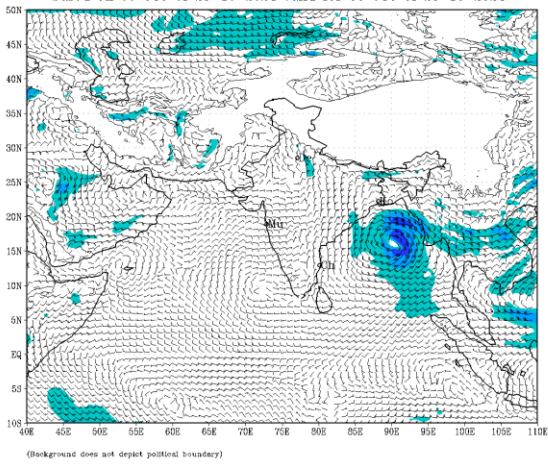 50N
45N
40N
35N
30N
25N
20N
Mu
15N
Ch
10N
5N
EQ
5S
10S
40E 45E 50E 55E 60E 65E 70E 75E 80E 85E 90E 95E 100E 105E 110E
(Background does not depict political boundary)